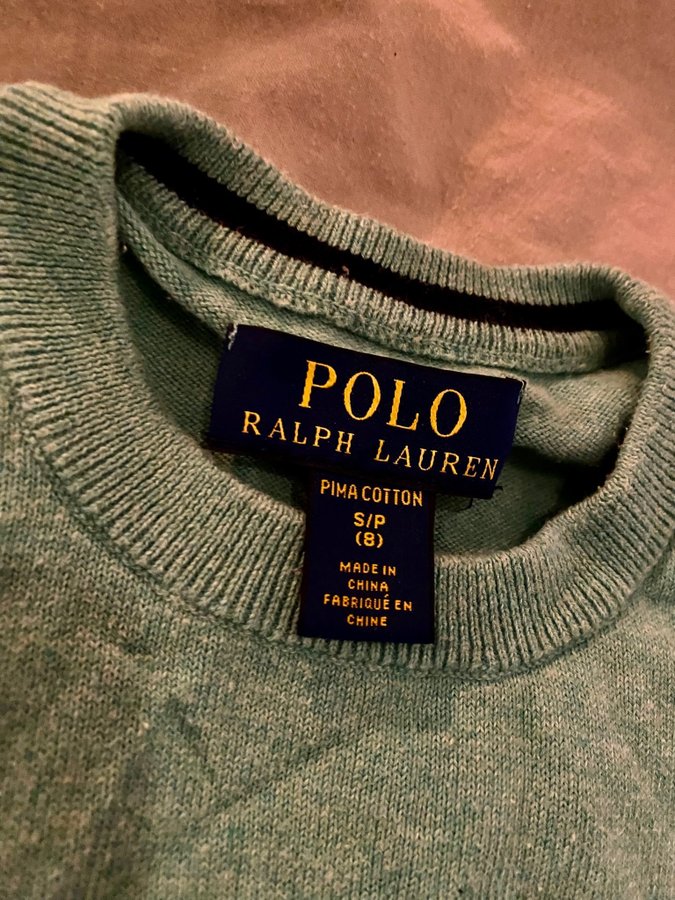 POLO
RALPH LAUREN
PIMA COTTON
S/P
(8)
MADE IN
CHINA
FABRIQUÉ EN
CHINE